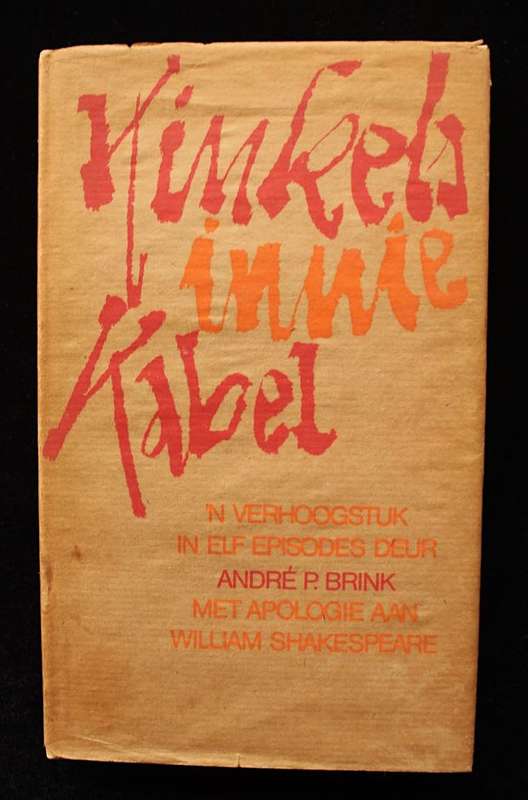 Kinkels
innie
Kabel
'N VERHOOGSTUK
IN ELF EPISODES DEUR
ANDRÉ P. BRINK
MET APOLOGIE AAN
WILLIAM SHAKESPEARE